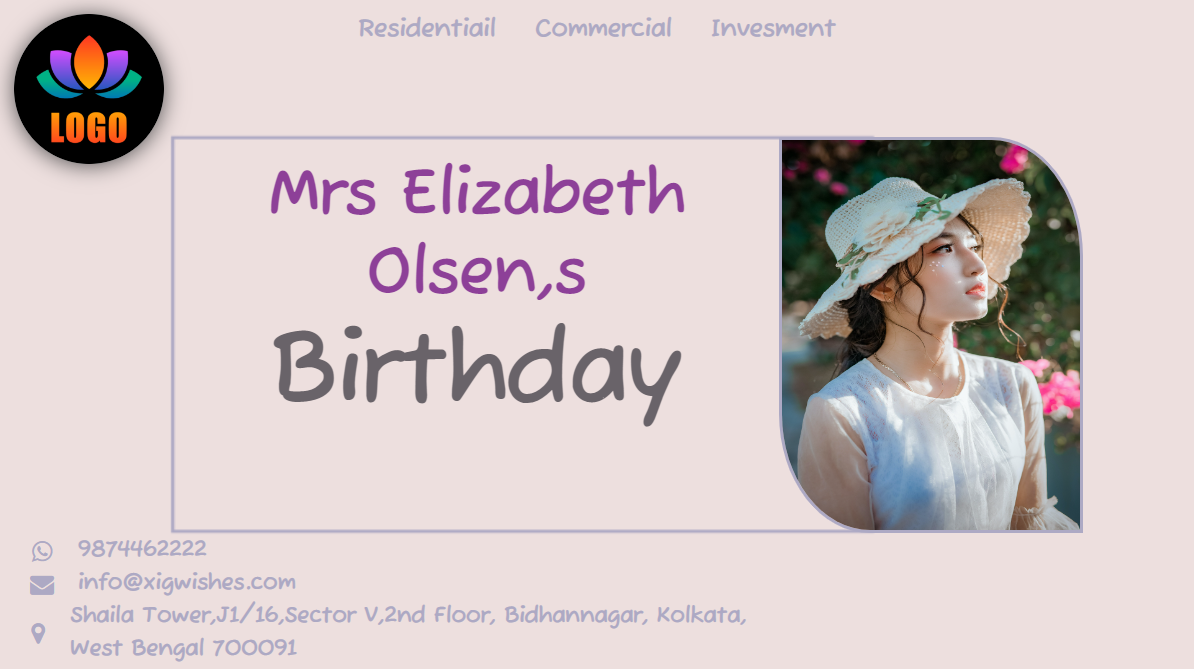 Residentiail Commercial Invesment
LOGO
Mrs Elizabeth
Olsen,s
Birthday
9874462222
info@xigwishes.com
Shaila Tower,J1/16,Sector V,2nd Floor, Bidhannagar, Kolkata,
West Bengal 700091